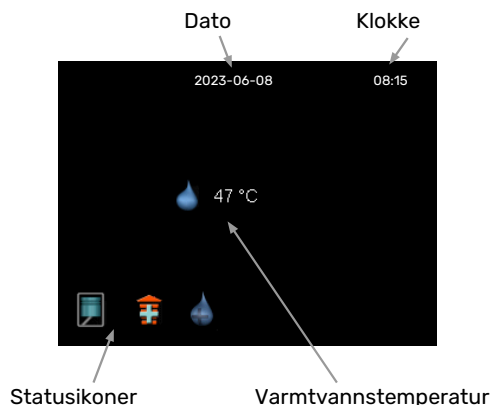 Dato
Klokke
2023-06-08
08:15
47 °C
Statusikoner
Varmtvannstemperatur